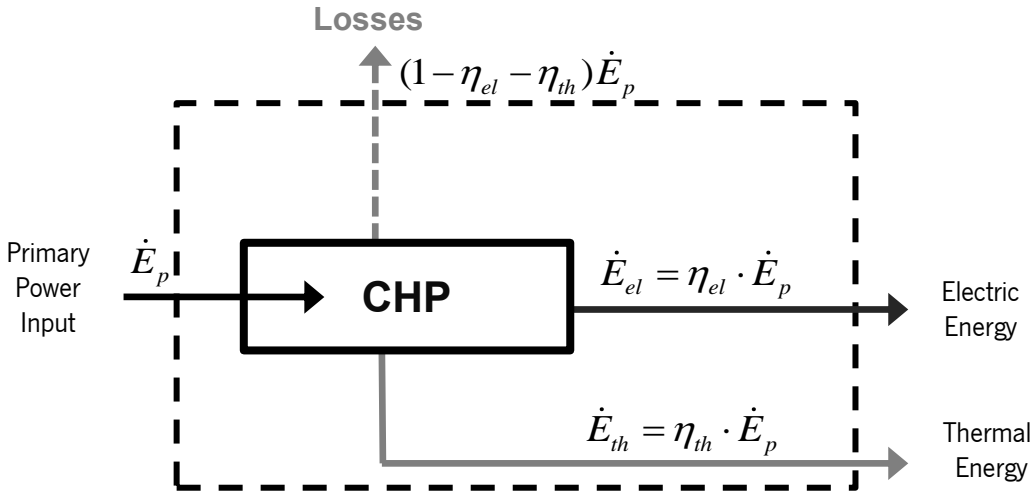 Losses
(1 − η_el − η_th)Ė_p
Primary
Power
Input
Ė_p
CHP
Ė_el = η_el · Ė_p
Electric
Energy
Ė_th = η_th · Ė_p
Thermal
Energy